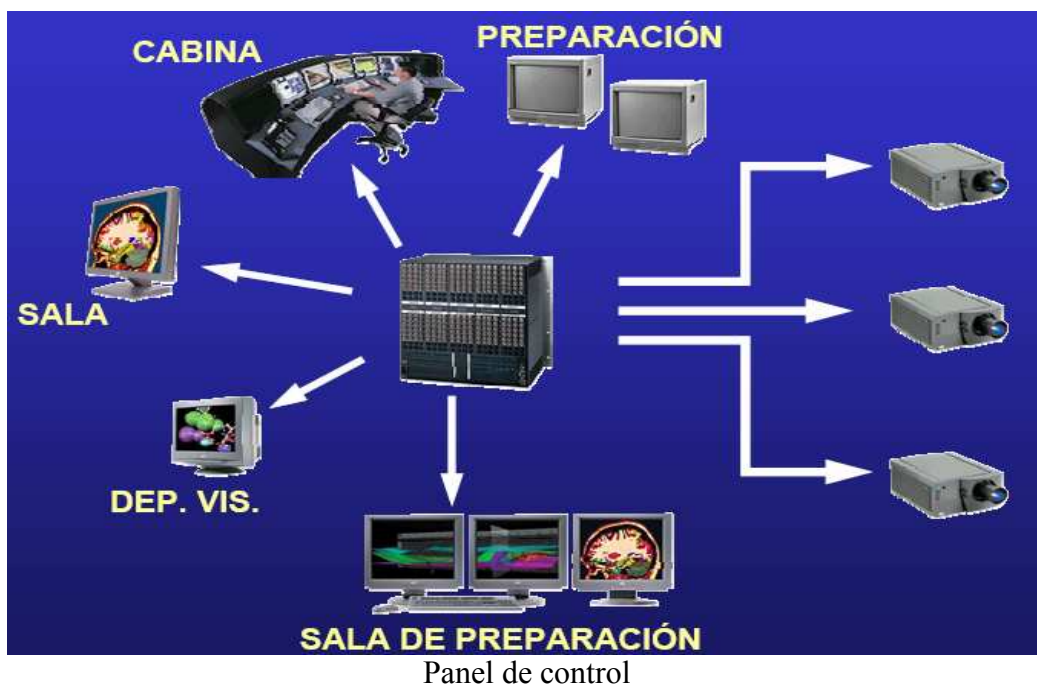 CABINA
PREPARACIÓN
SALA
DEP. VIS.
SALA DE PREPARACIÓN
Panel de control